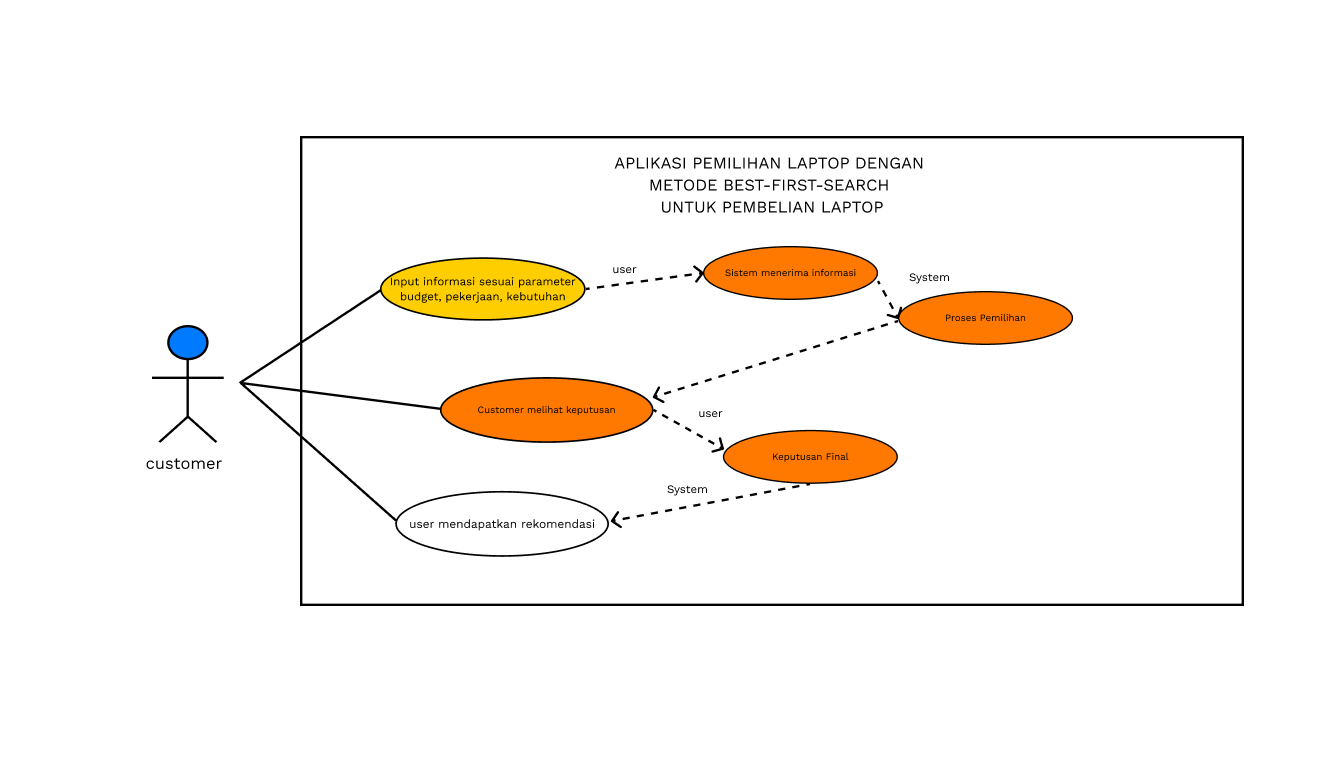 APLIKASI PEMILIHAN LAPTOP DENGAN
METODE BEST-FIRST-SEARCH
UNTUK PEMBELIAN LAPTOP
Input informasi sesuai parameter
budget, pekerjaan, kebutuhan
user
Sistem menerima informasi
System
Proses Pemilihan
customer
Customer melihat keputusan
user
Keputusan Final
System
user mendapatkan rekomendasi